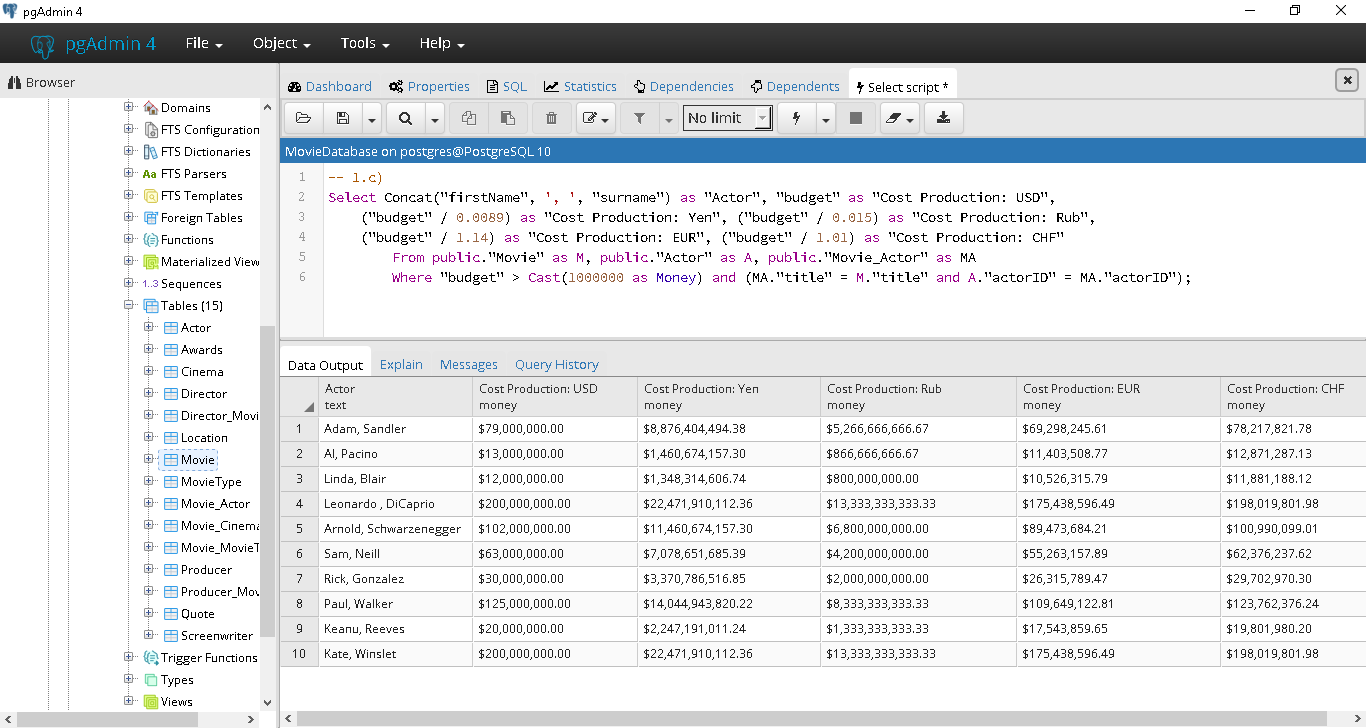 pgAdmin 4
pgAdmin 4 File Object Tools Help
Browser
Domains
FTS Configuration
FTS Dictionaries
Aa FTS Parsers
FTS Templates
Foreign Tables
Functions
Materialized View
1..3 Sequences
Tables (15)
Actor
Awards
Cinema
Director
Director_Movi
Location
Movie
MovieType
Movie_Actor
Movie_Cinema
Movie_MovieT
Producer
Producer_Mov
Quote
Screenwriter
Trigger Functions
Types
Views
Dashboard Properties SQL Statistics Dependencies Dependents Select script *
No limit
MovieDatabase on postgres@PostgreSQL 10
1 -- 1.c)
2 Select Concat("firstName", ', ', "surname") as "Actor", "budget" as "Cost Production: USD",
3 ("budget" / 0.0089) as "Cost Production: Yen", ("budget" / 0.015) as "Cost Production: Rub",
4 ("budget" / 1.14) as "Cost Production: EUR", ("budget" / 1.01) as "Cost Production: CHF"
5 From public."Movie" as M, public."Actor" as A, public."Movie_Actor" as MA
6 Where "budget" > Cast(1000000 as Money) and (MA."title" = M."title" and A."actorID" = MA."actorID");
Data Output Explain Messages Query History
Actor Cost Production: USD Cost Production: Yen Cost Production: Rub Cost Production: EUR Cost Production: CHF
text money money money money money
1 Adam, Sandler $79,000,000.00 $8,876,404,494.38 $5,266,666,666.67 $69,298,245.61 $78,217,821.78
2 Al, Pacino $13,000,000.00 $1,460,674,157.30 $866,666,666.67 $11,403,508.77 $12,871,287.13
3 Linda, Blair $12,000,000.00 $1,348,314,606.74 $800,000,000.00 $10,526,315.79 $11,881,188.12
4 Leonardo , DiCaprio $200,000,000.00 $22,471,910,112.36 $13,333,333,333.33 $175,438,596.49 $198,019,801.98
5 Arnold, Schwarzenegger $102,000,000.00 $11,460,674,157.30 $6,800,000,000.00 $89,473,684.21 $100,990,099.01
6 Sam, Neill $63,000,000.00 $7,078,651,685.39 $4,200,000,000.00 $55,263,157.89 $62,376,237.62
7 Rick, Gonzalez $30,000,000.00 $3,370,786,516.85 $2,000,000,000.00 $26,315,789.47 $29,702,970.30
8 Paul, Walker $125,000,000.00 $14,044,943,820.22 $8,333,333,333.33 $109,649,122.81 $123,762,376.24
9 Keanu, Reeves $20,000,000.00 $2,247,191,011.24 $1,333,333,333.33 $17,543,859.65 $19,801,980.20
10 Kate, Winslet $200,000,000.00 $22,471,910,112.36 $13,333,333,333.33 $175,438,596.49 $198,019,801.98